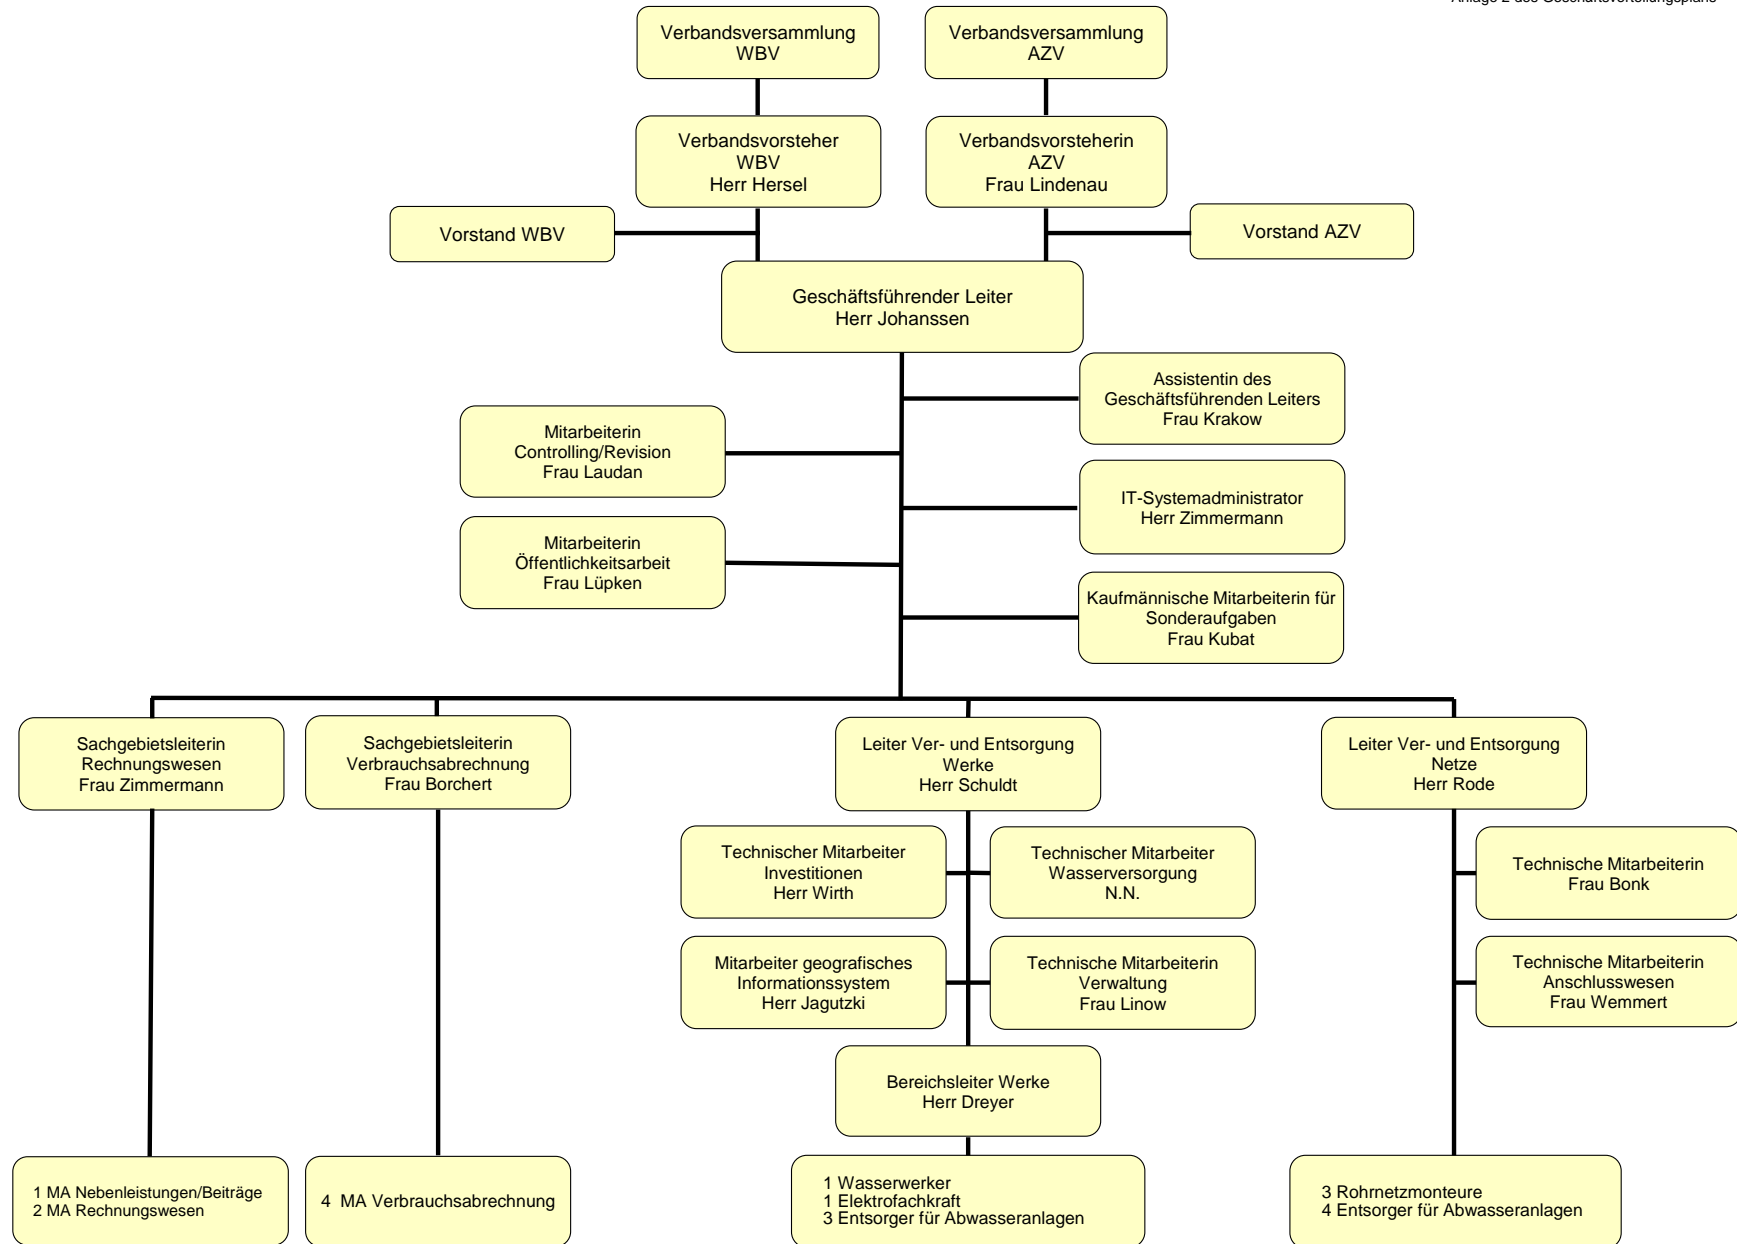 Anlage 2 des Geschäftsverteilungsplans
Verbandsversammlung
WBV
Verbandsversammlung
AZV
Verbandsvorsteher
WBV
Herr Hersel
Verbandsvorsteherin
AZV
Frau Lindenau
Vorstand WBV
Vorstand AZV
Geschäftsführender Leiter
Herr Johanssen
Assistentin des
Geschäftsführenden Leiters
Frau Krakow
Mitarbeiterin
Controlling/Revision
Frau Laudan
IT-Systemadministrator
Herr Zimmermann
Mitarbeiterin
Öffentlichkeitsarbeit
Frau Lüpken
Kaufmännische Mitarbeiterin für
Sonderaufgaben
Frau Kubat
Sachgebietsleiterin
Rechnungswesen
Frau Zimmermann
Sachgebietsleiterin
Verbrauchsabrechnung
Frau Borchert
Leiter Ver- und Entsorgung
Werke
Herr Schuldt
Leiter Ver- und Entsorgung
Netze
Herr Rode
Technischer Mitarbeiter
Investitionen
Herr Wirth
Technischer Mitarbeiter
Wasserversorgung
N.N.
Technische Mitarbeiterin
Frau Bonk
Mitarbeiter geografisches
Informationssystem
Herr Jagutzki
Technische Mitarbeiterin
Verwaltung
Frau Linow
Technische Mitarbeiterin
Anschlusswesen
Frau Wemmert
Bereichsleiter Werke
Herr Dreyer
1 MA Nebenleistungen/Beiträge
2 MA Rechnungswesen
4 MA Verbrauchsabrechnung
1 Wasserwerker
1 Elektrofachkraft
3 Entsorger für Abwasseranlagen
3 Rohrnetzmonteure
4 Entsorger für Abwasseranlagen